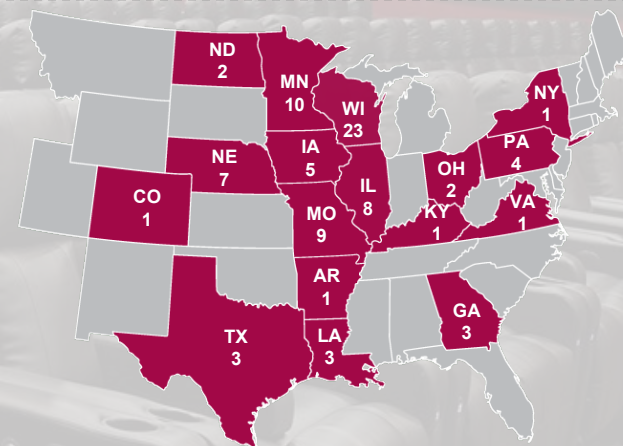 ND
2
MN
10
WI
23
NY
1
PA
4
IA
5
NE
7
OH
2
IL
8
CO
1
MO
9
KY
1
VA
1
AR
1
GA
3
TX
3
LA
3